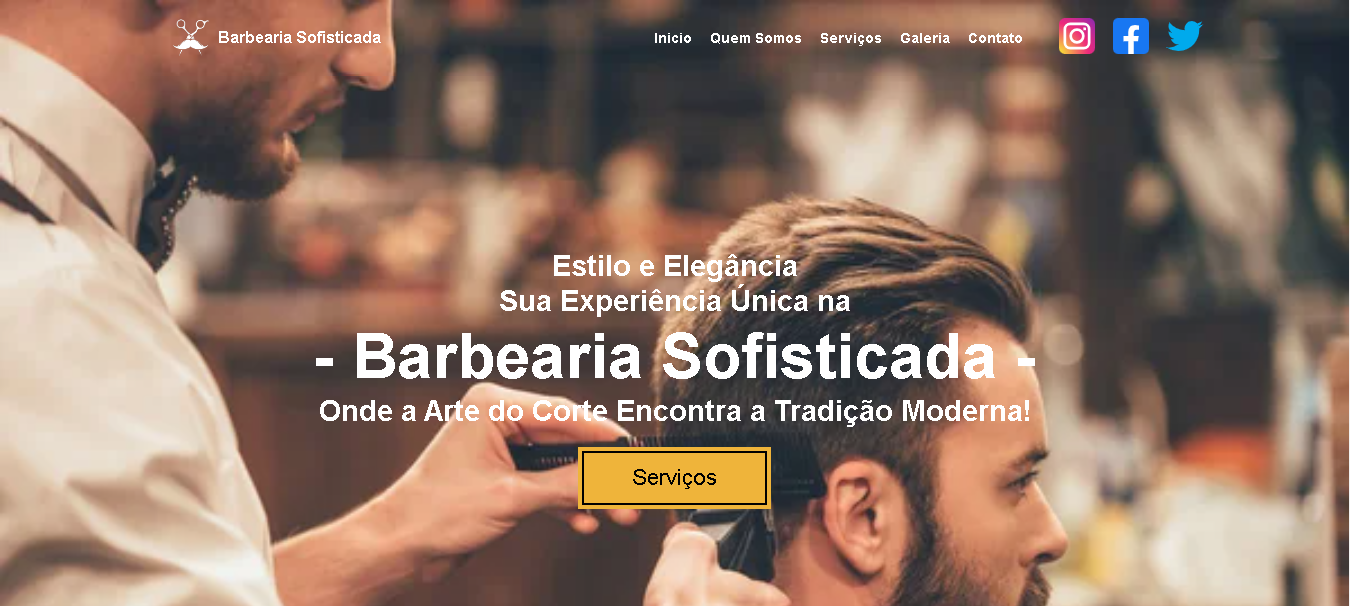 Barbearia Sofisticada
Inicio Quem Somos Serviços Galeria Contato
Estilo e Elegância
Sua Experiência Única na
- Barbearia Sofisticada -
Onde a Arte do Corte Encontra a Tradição Moderna!
Serviços